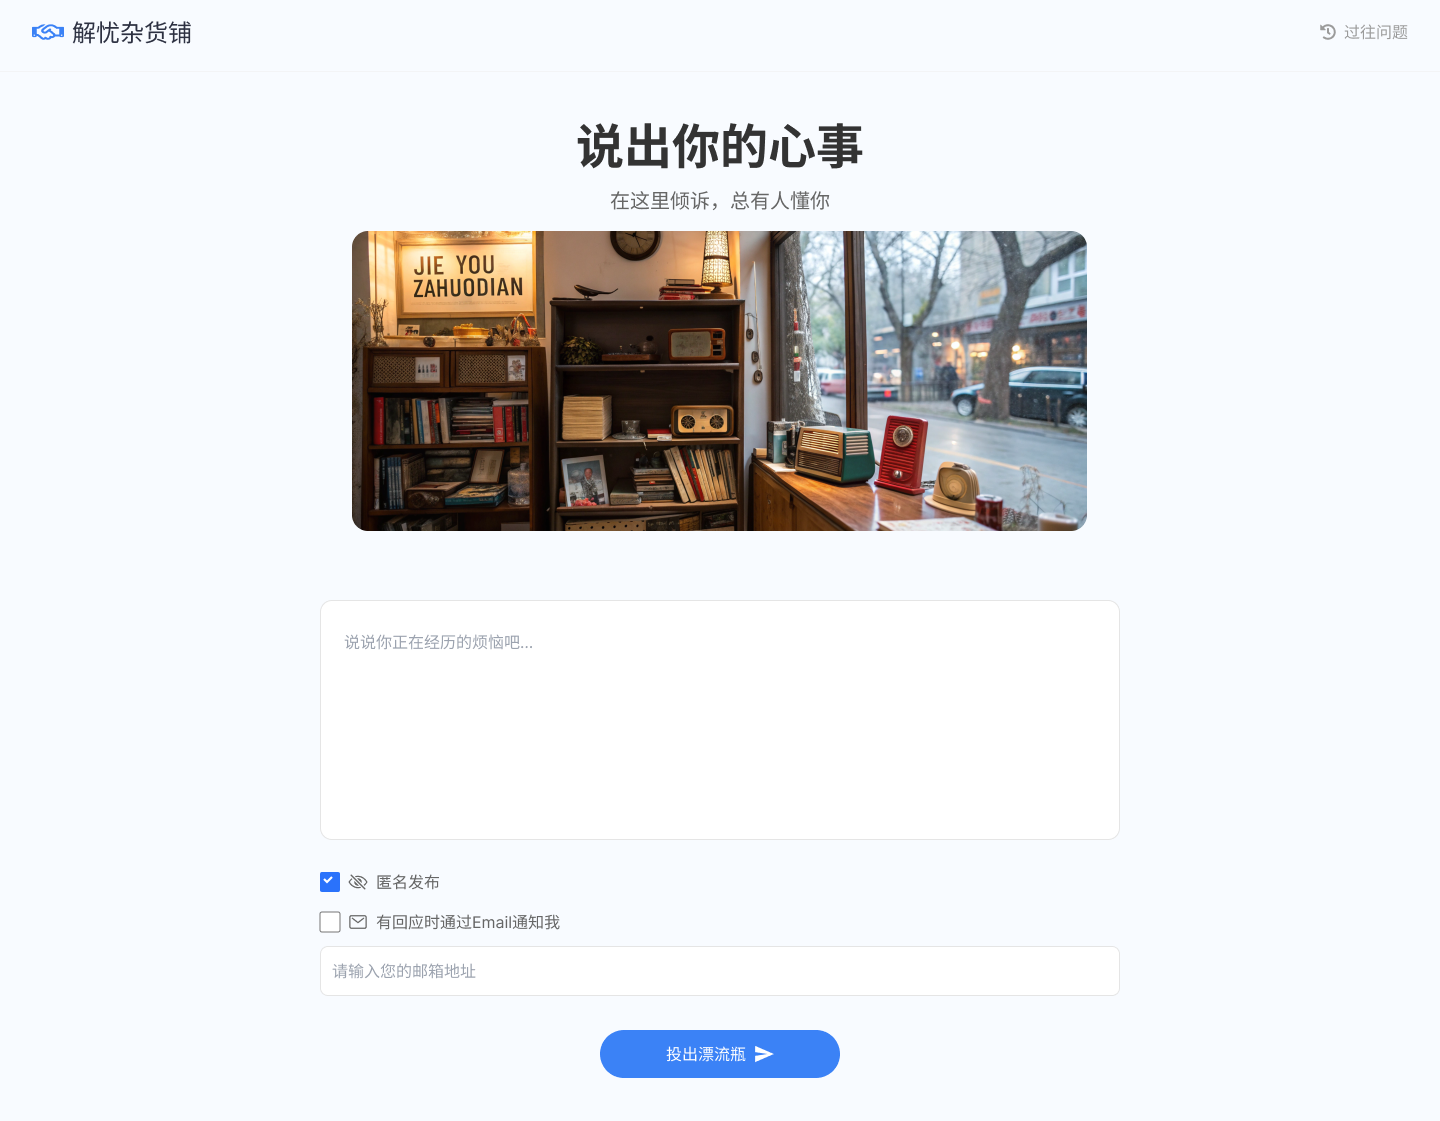 解忧杂货铺
过往问题
说出你的心事
在这里倾诉，总有人懂你
JIE YOU
ZAHUODIAN
说说你正在经历的烦恼吧...
匿名发布
有回应时通过Email通知我
请输入您的邮箱地址
投出漂流瓶